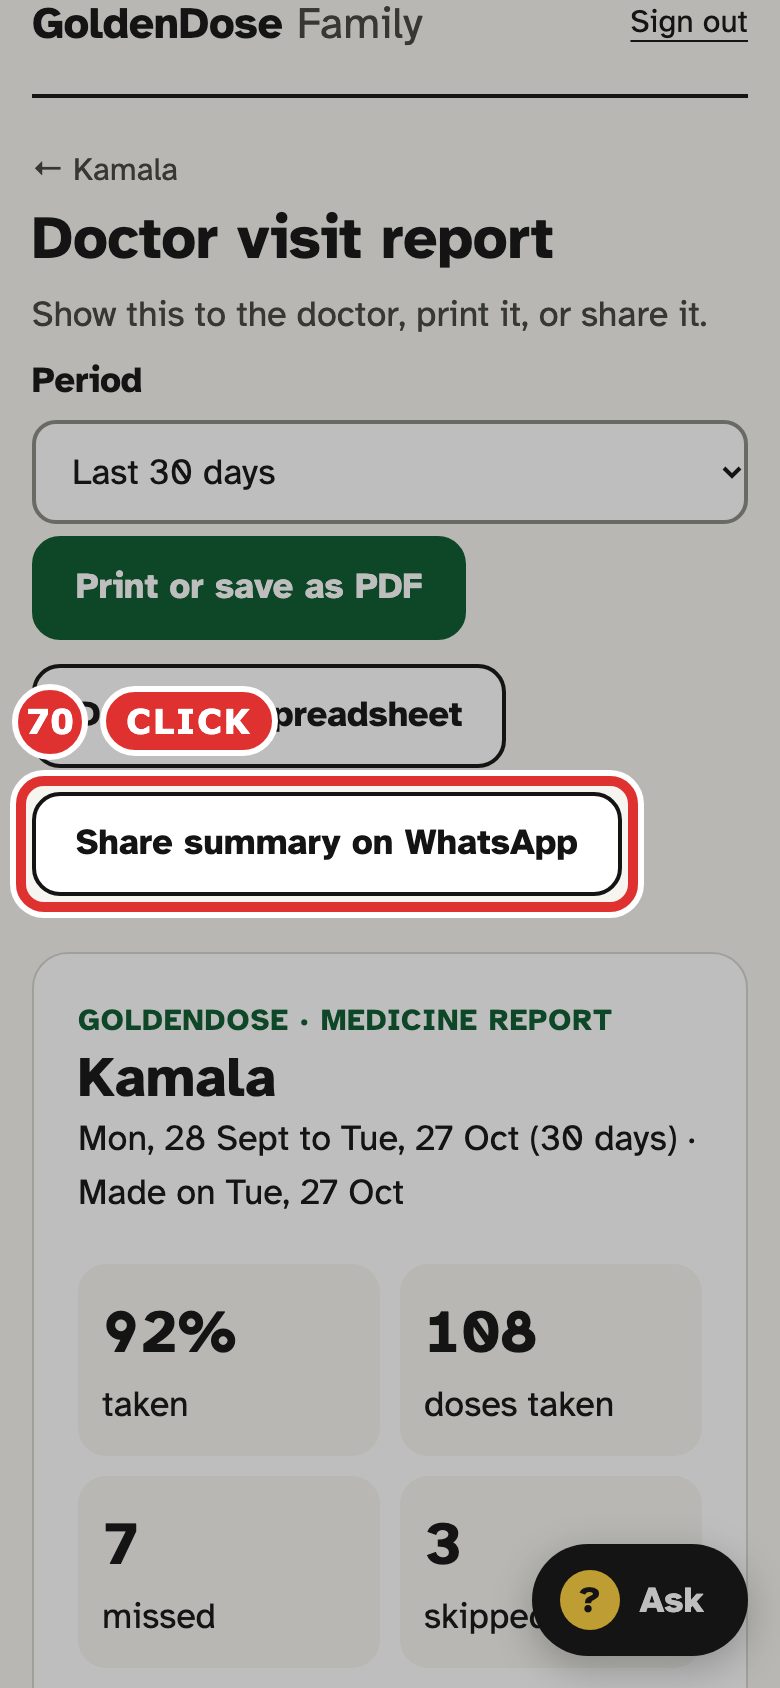 GoldenDose Family
Sign out
← Kamala
Doctor visit report
Show this to the doctor, print it, or share it.
Period
Last 30 days
Print or save as PDF
70 CLICK
Share summary on WhatsApp
GOLDENDOSE · MEDICINE REPORT
Kamala
Mon, 28 Sept to Tue, 27 Oct (30 days) ·
Made on Tue, 27 Oct
92%
taken
108
doses taken
7
missed
3
? Ask